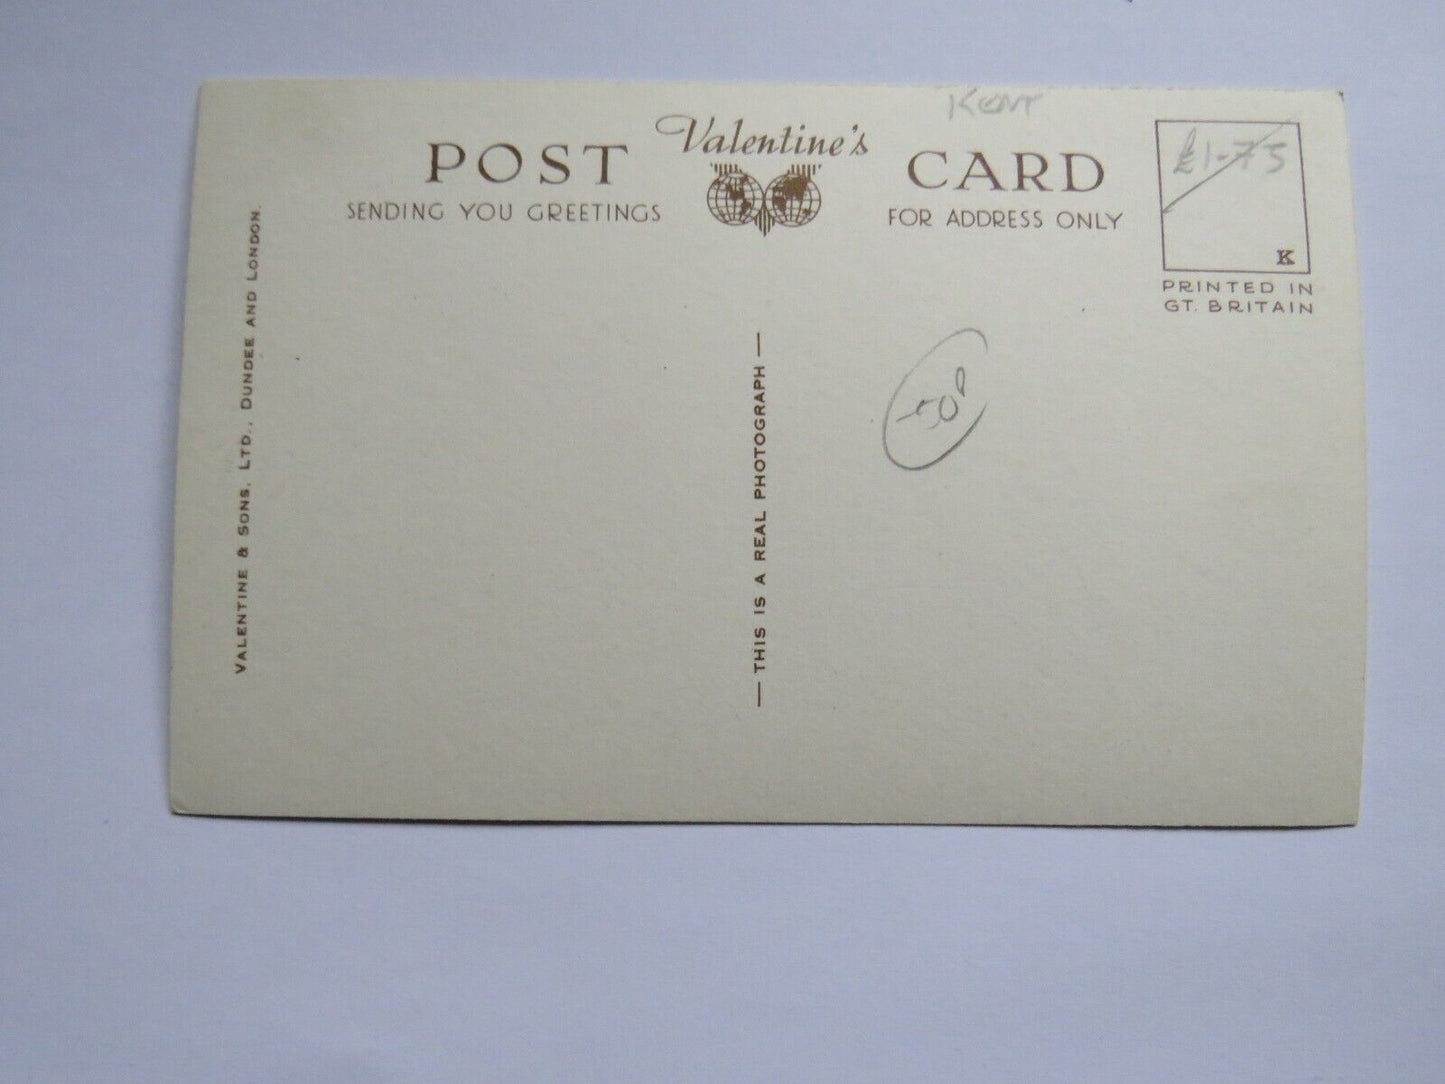 Kent
POST Valentine's CARD
SENDING YOU GREETINGS
FOR ADDRESS ONLY
£1-75
K
PRINTED IN
GT. BRITAIN
VALENTINE & SONS, LTD., DUNDEE AND LONDON.
— THIS IS A REAL PHOTOGRAPH —
50p